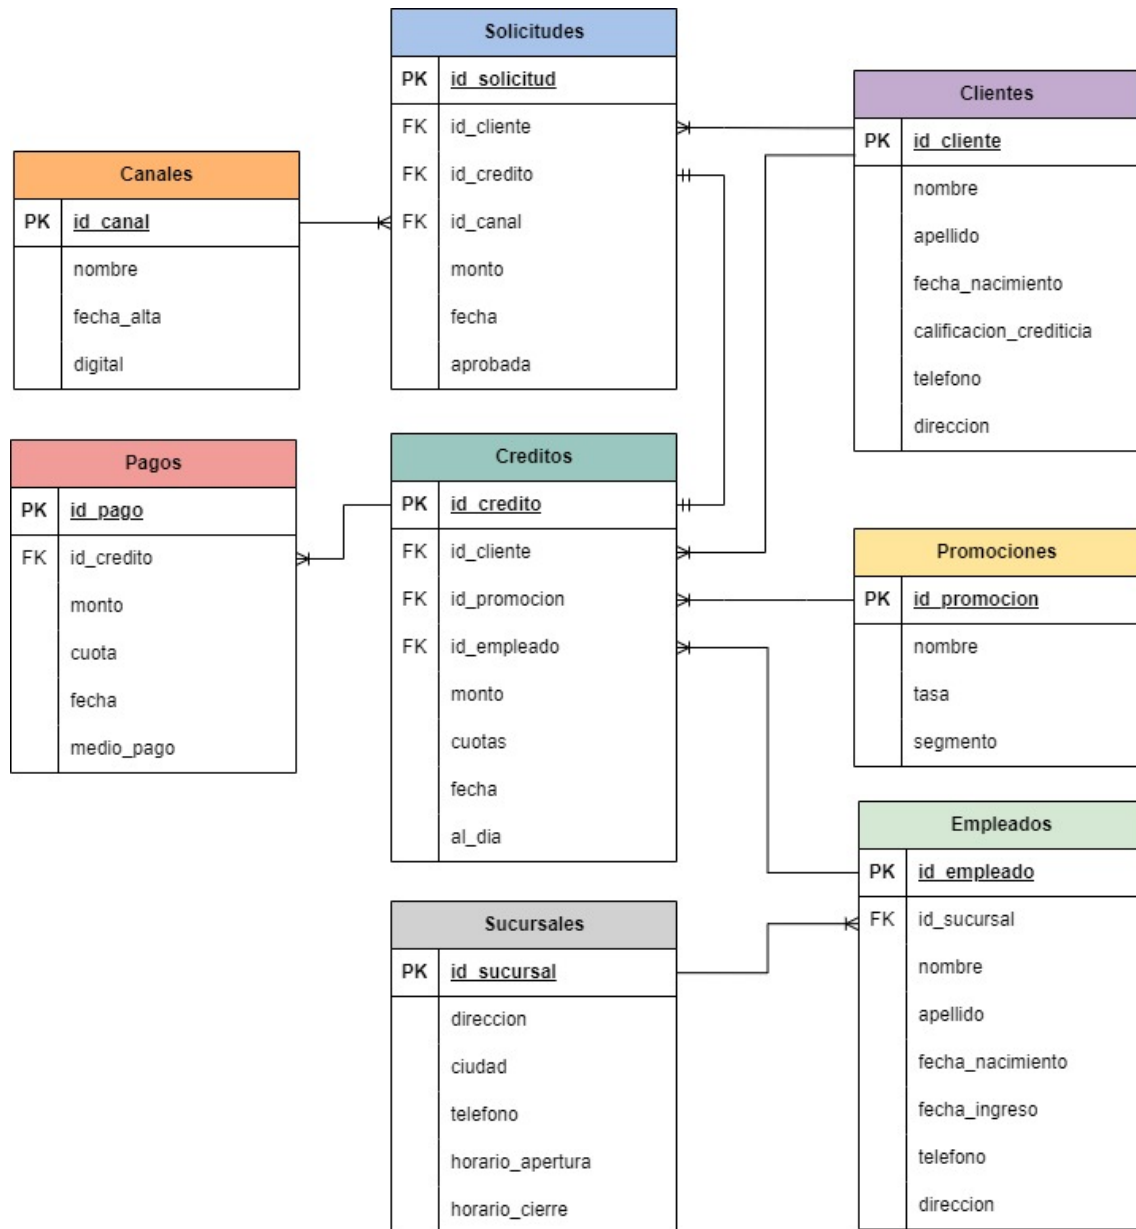 Solicitudes
PK id_solicitud
FK id_cliente
FK id_credito
FK id_canal
monto
fecha
aprobada
Clientes
PK id_cliente
nombre
apellido
fecha_nacimiento
calificacion_crediticia
telefono
direccion
Canales
PK id_canal
nombre
fecha_alta
digital
Pagos
PK id_pago
FK id_credito
monto
cuota
fecha
medio_pago
Creditos
PK id_credito
FK id_cliente
FK id_promocion
FK id_empleado
monto
cuotas
fecha
al_dia
Promociones
PK id_promocion
nombre
tasa
segmento
Empleados
PK id_empleado
FK id_sucursal
nombre
apellido
fecha_nacimiento
fecha_ingreso
telefono
direccion
Sucursales
PK id_sucursal
direccion
ciudad
telefono
horario_apertura
horario_cierre